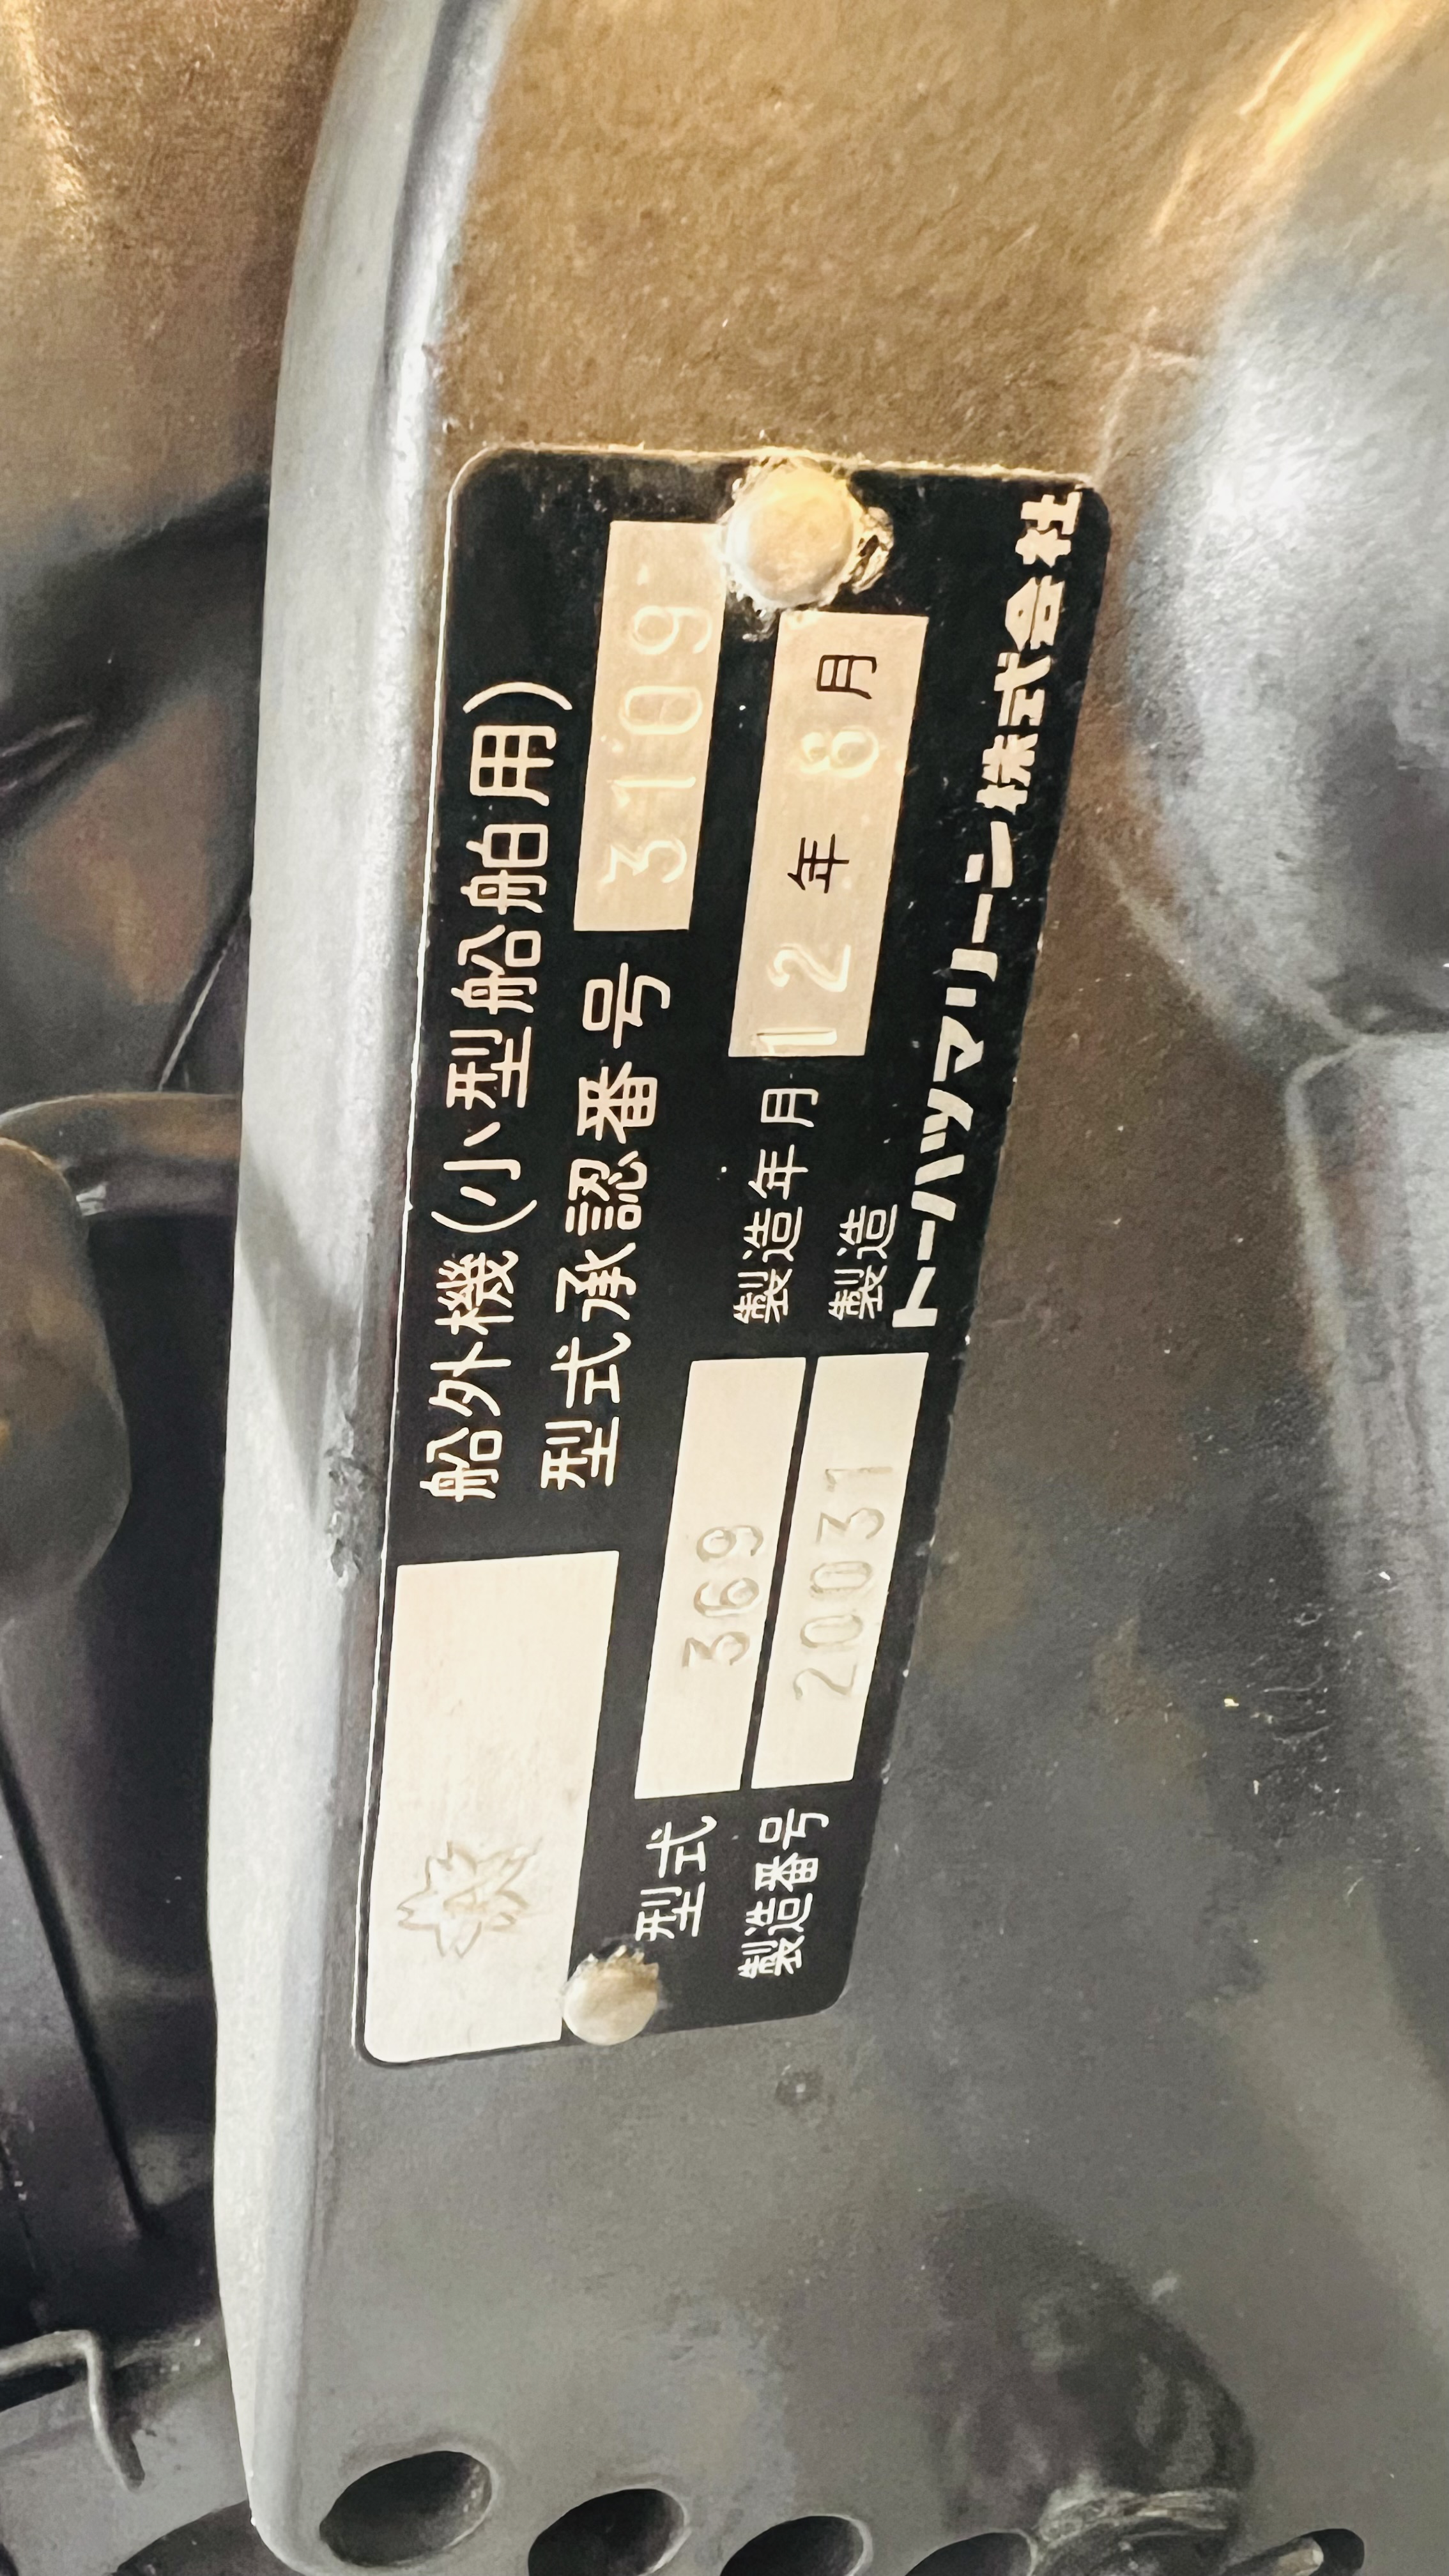 船外機(小型船舶用)
型式承認番号 3109
型式 369
製造年月 12年8月
製造番号 20031
製造 トーハツマリーン株式会社